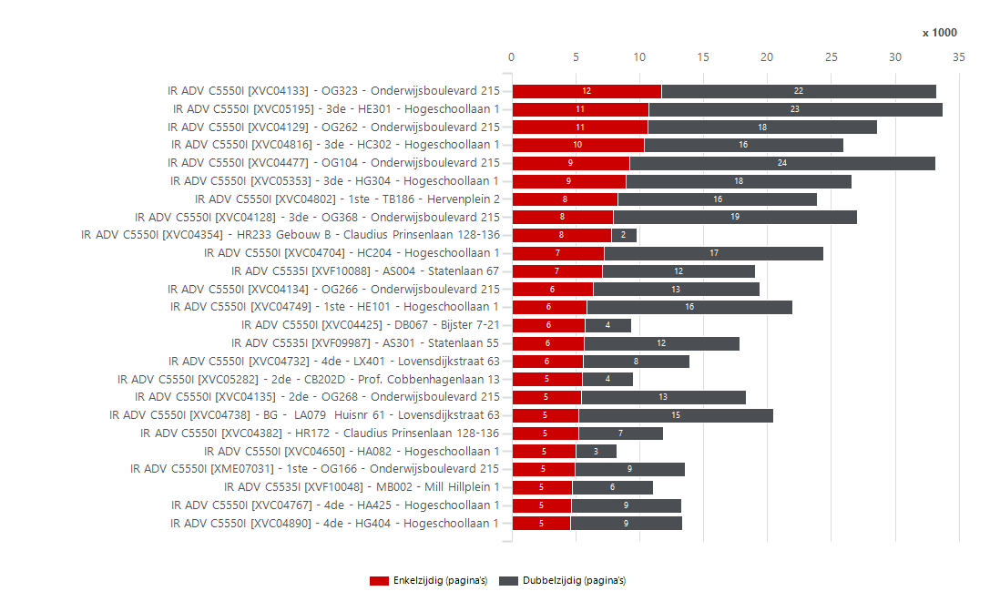 x 1000
0 5 10 15 20 25 30 35
IR ADV C5550I [XVC04133] - OG323 - Onderwijsboulevard 215 12 22
IR ADV C5550I [XVC05195] - 3de - HE301 - Hogeschoollaan 1 11 23
IR ADV C5550I [XVC04129] - OG262 - Onderwijsboulevard 215 11 18
IR ADV C5550I [XVC04816] - 3de - HC302 - Hogeschoollaan 1 10 16
IR ADV C5550I [XVC04477] - OG104 - Onderwijsboulevard 215 9 24
IR ADV C5550I [XVC05353] - 3de - HG304 - Hogeschoollaan 1 9 18
IR ADV C5550I [XVC04802] - 1ste - TB186 - Hervenplein 2 8 16
IR ADV C5550I [XVC04128] - 3de - OG368 - Onderwijsboulevard 215 8 19
IR ADV C5550I [XVC04354] - HR233 Gebouw B - Claudius Prinsenlaan 128-136 8 2
IR ADV C5550I [XVC04704] - HC204 - Hogeschoollaan 1 7 17
IR ADV C5535I [XVF10088] - AS004 - Statenlaan 67 7 12
IR ADV C5550I [XVC04134] - OG266 - Onderwijsboulevard 215 6 13
IR ADV C5550I [XVC04749] - 1ste - HE101 - Hogeschoollaan 1 6 16
IR ADV C5550I [XVC04425] - DB067 - Bijster 7-21 6 4
IR ADV C5535I [XVF09987] - AS301 - Statenlaan 55 6 12
IR ADV C5550I [XVC04732] - 4de - LX401 - Lovensdijkstraat 63 6 8
IR ADV C5550I [XVC05282] - 2de - CB202D - Prof. Cobbenhagenlaan 13 5 4
IR ADV C5550I [XVC04135] - 2de - OG268 - Onderwijsboulevard 215 5 13
IR ADV C5550I [XVC04738] - BG - LA079 Huisnr 61 - Lovensdijkstraat 63 5 15
IR ADV C5550I [XVC04382] - HR172 - Claudius Prinsenlaan 128-136 5 7
IR ADV C5550I [XVC04650] - HA082 - Hogeschoollaan 1 5 3
IR ADV C5550I [XME07031] - 1ste - OG166 - Onderwijsboulevard 215 5 9
IR ADV C5535I [XVF10048] - MB002 - Mill Hillplein 1 5 6
IR ADV C5550I [XVC04767] - 4de - HA425 - Hogeschoollaan 1 5 9
IR ADV C5550I [XVC04890] - 4de - HG404 - Hogeschoollaan 1 5 9
Enkelzijdig (pagina's) Dubbelzijdig (pagina's)